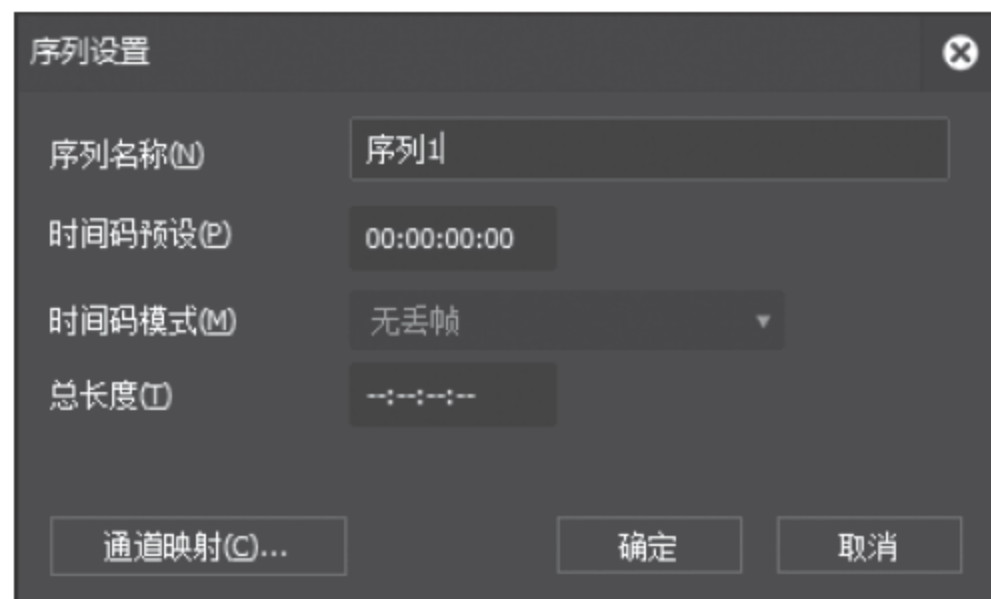 序列设置
序列名称(N) 序列1
时间码预设(P) 00:00:00:00
时间码模式(M) 无丢帧
总长度(T) --:--:--:--
通道映射(C)... 确定 取消